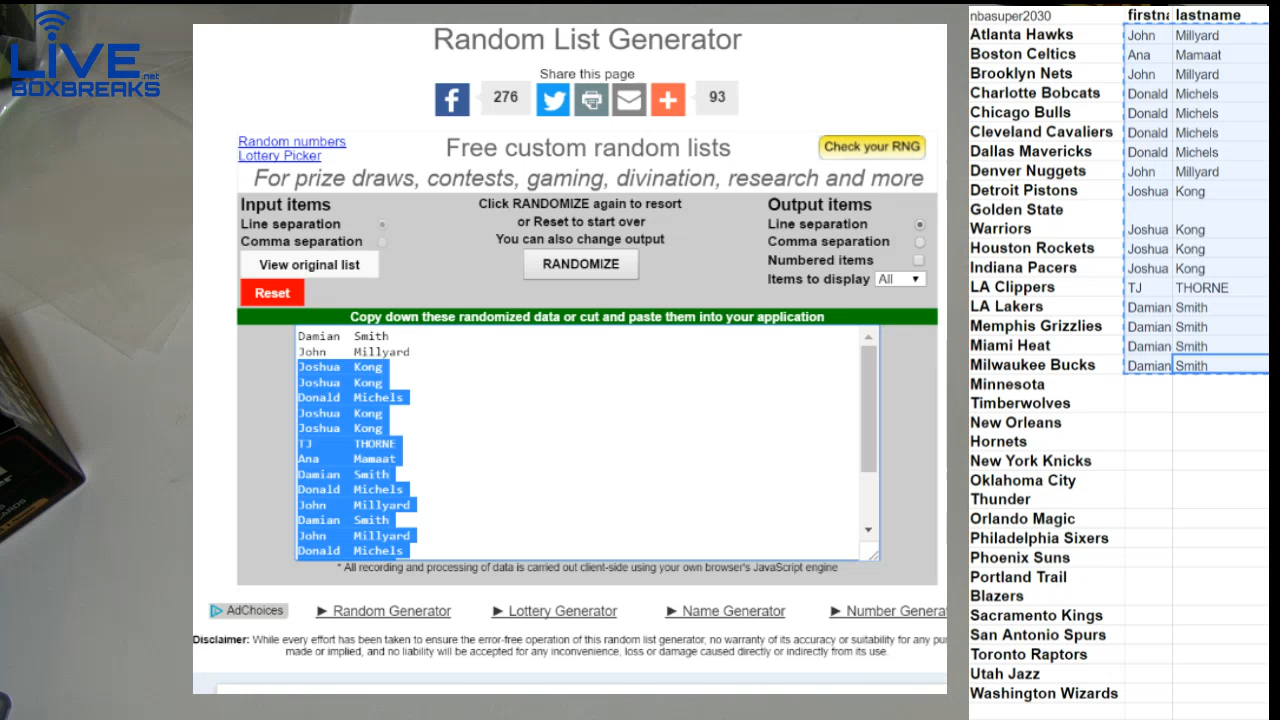 LIVE
.net
BOXBREAKS
Random List Generator
Share this page
276
93
Random numbers
Lottery Picker
Free custom random lists
Check your RNG
For prize draws, contests, gaming, divination, research and more
Input items
Line separation
Comma separation
View original list
Reset
Click RANDOMIZE again to resort
or Reset to start over
You can also change output
RANDOMIZE
Output items
Line separation
Comma separation
Numbered items
Items to display All
Copy down these randomized data or cut and paste them into your application
Damian Smith
John Millyard
Joshua Kong
Joshua Kong
Donald Michels
Joshua Kong
Joshua Kong
TJ THORNE
Ana Mamaat
Damian Smith
Donald Michels
John Millyard
Damian Smith
John Millyard
Donald Michels
* All recording and processing of data is carried out client-side using your own browser's JavaScript engine
AdChoices
► Random Generator
► Lottery Generator
► Name Generator
► Number Genera
Disclaimer: While every effort has been taken to ensure the error-free operation of this random list generator, no warranty of its accuracy or suitability for any pu
made or implied, and no liability will be accepted for any inconvenience, loss or damage caused directly or indirectly from its use.
nbasuper2030 firstna lastname
Atlanta Hawks John Millyard
Boston Celtics Ana Mamaat
Brooklyn Nets John Millyard
Charlotte Bobcats Donald Michels
Chicago Bulls Donald Michels
Cleveland Cavaliers Donald Michels
Dallas Mavericks Donald Michels
Denver Nuggets John Millyard
Detroit Pistons Joshua Kong
Golden State
Warriors Joshua Kong
Houston Rockets Joshua Kong
Indiana Pacers Joshua Kong
LA Clippers TJ THORNE
LA Lakers Damian Smith
Memphis Grizzlies Damian Smith
Miami Heat Damian Smith
Milwaukee Bucks Damian Smith
Minnesota
Timberwolves
New Orleans
Hornets
New York Knicks
Oklahoma City
Thunder
Orlando Magic
Philadelphia Sixers
Phoenix Suns
Portland Trail
Blazers
Sacramento Kings
San Antonio Spurs
Toronto Raptors
Utah Jazz
Washington Wizards